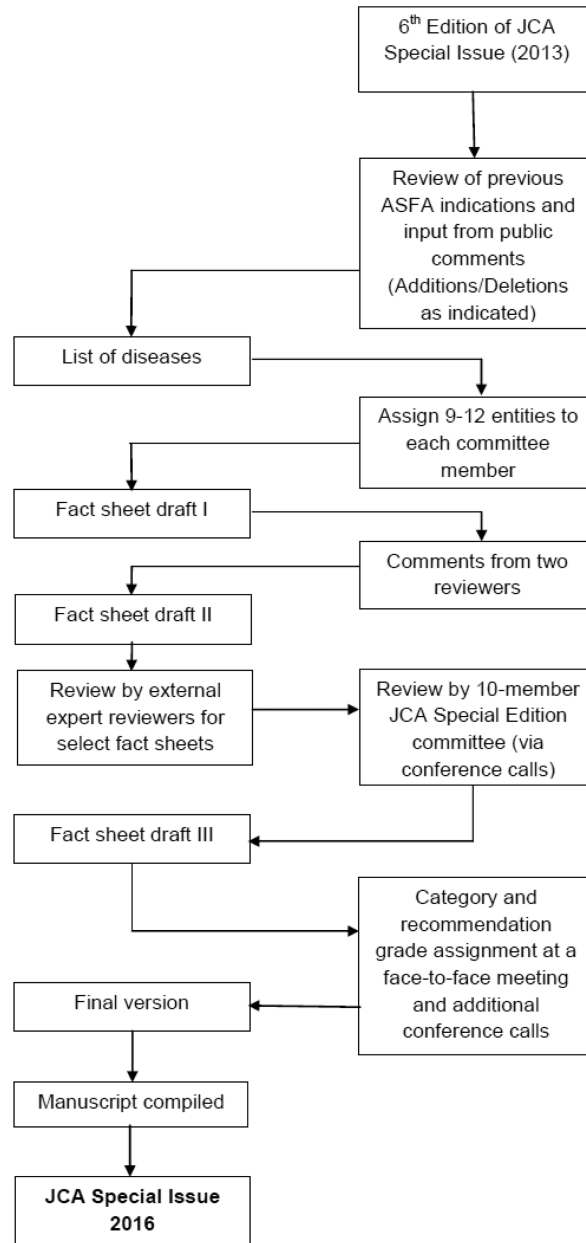 6th Edition of JCA
Special Issue (2013)
Review of previous
ASFA indications and
input from public
comments
(Additions/Deletions
as indicated)
List of diseases
Assign 9-12 entities to
each committee
member
Fact sheet draft I
Comments from two
reviewers
Fact sheet draft II
Review by external
expert reviewers for
select fact sheets
Review by 10-member
JCA Special Edition
committee (via
conference calls)
Fact sheet draft III
Category and
recommendation
grade assignment at a
face-to-face meeting
and additional
conference calls
Final version
Manuscript compiled
JCA Special Issue
2016